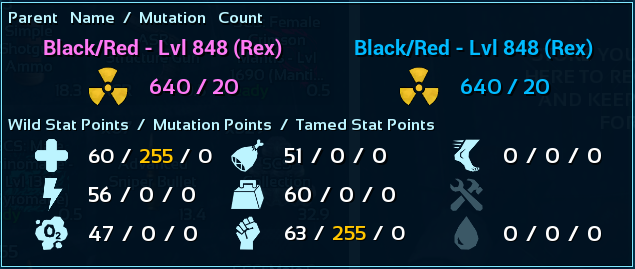 Parent Name / Mutation Count
Black/Red - Lvl 848 (Rex) Black/Red - Lvl 848 (Rex)
640 / 20 640 / 20
Wild Stat Points / Mutation Points / Tamed Stat Points
60 / 255 / 0 51 / 0 / 0 0 / 0 / 0
56 / 0 / 0 60 / 0 / 0
O2 47 / 0 / 0 63 / 255 / 0 0 / 0 / 0